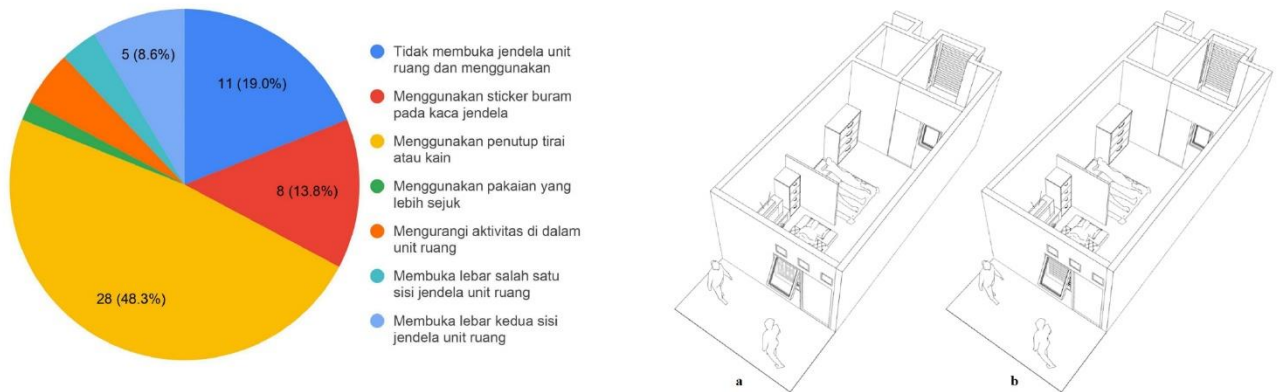 5 (8.6%)
11 (19.0%)
8 (13.8%)
28 (48.3%)
Tidak membuka jendela unit
ruang dan menggunakan
Menggunakan sticker buram
pada kaca jendela
Menggunakan penutup tirai
atau kain
Menggunakan pakaian yang
lebih sejuk
Mengurangi aktivitas di dalam
unit ruang
Membuka lebar salah satu
sisi jendela unit ruang
Membuka lebar kedua sisi
jendela unit ruang
a
b